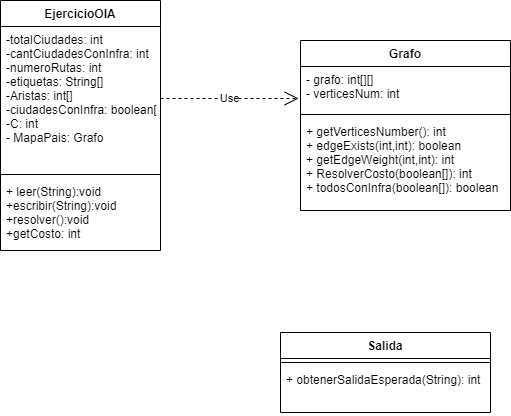 EjercicioOIA
-totalCiudades: int
-cantCiudadesConInfra: int
-numeroRutas: int
-etiquetas: String[]
-Aristas: int[]
-ciudadesConInfra: boolean[
-C: int
- MapaPais: Grafo
+ leer(String):void
+escribir(String):void
+resolver():void
+getCosto: int
Use
Grafo
- grafo: int[][]
- verticesNum: int
+ getVerticesNumber(): int
+ edgeExists(int,int): boolean
+ getEdgeWeight(int,int): int
+ ResolverCosto(boolean[]): int
+ todosConInfra(boolean[]): boolean
Salida
+ obtenerSalidaEsperada(String): int